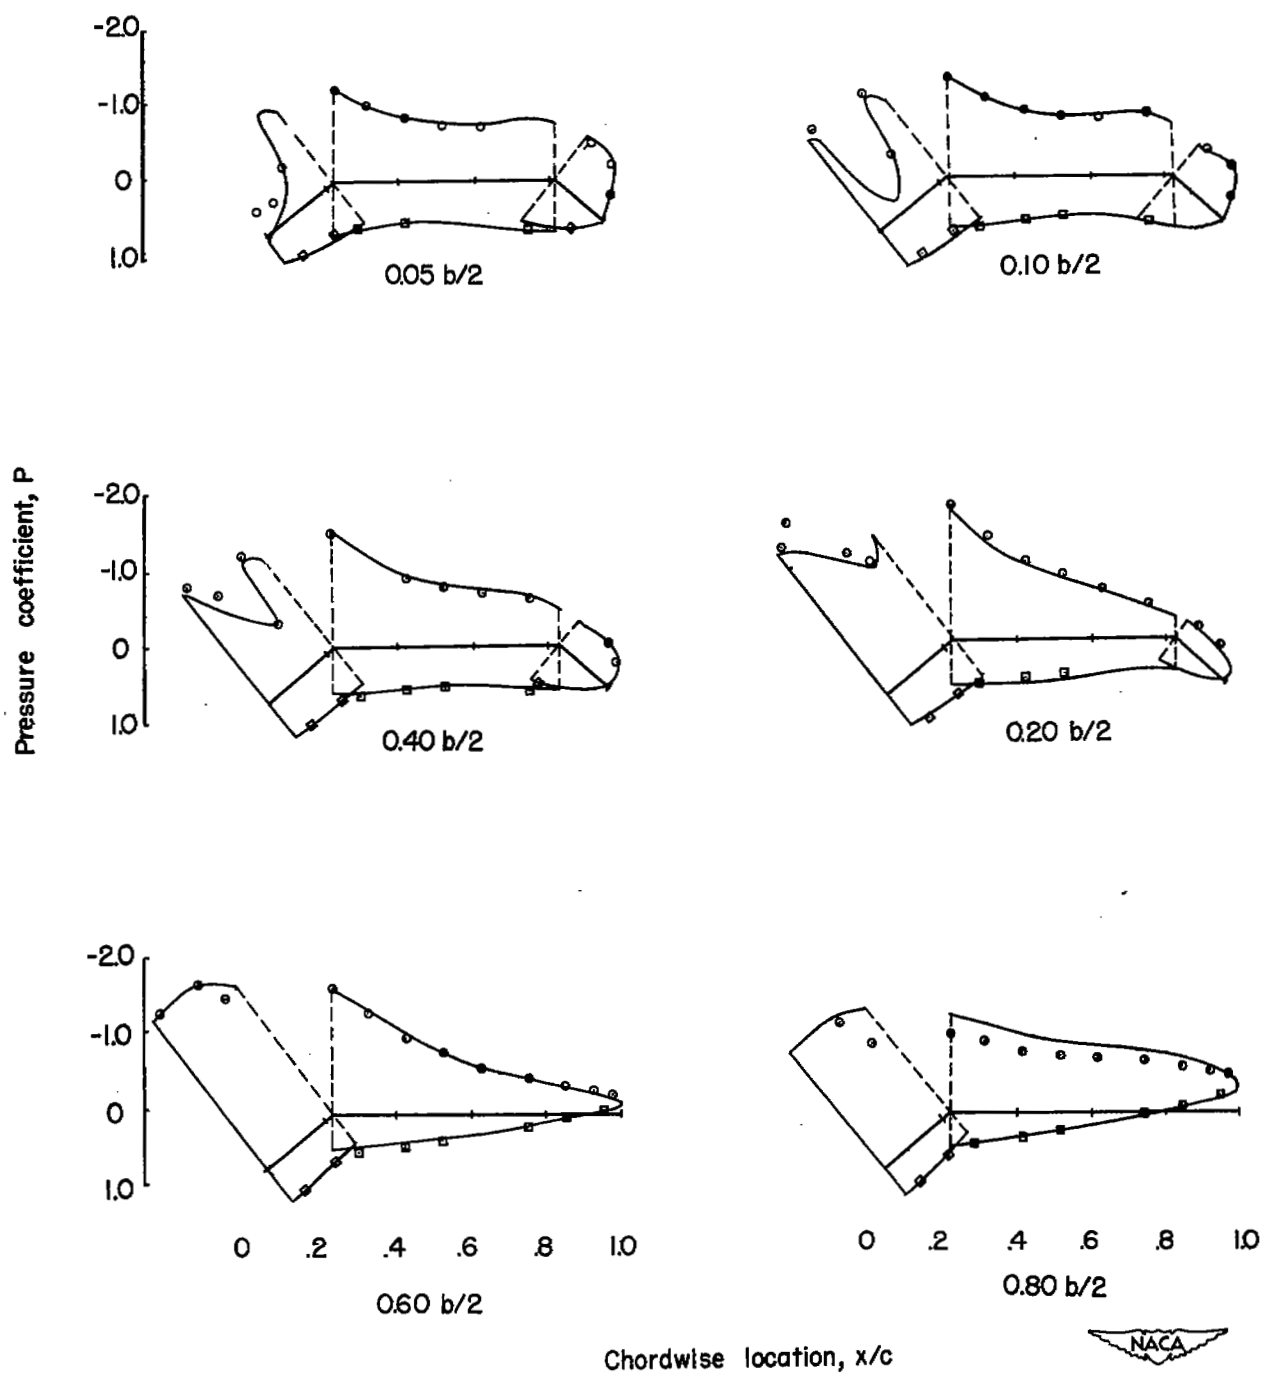 -2.0
-1.0
0
1.0
0.05 b/2
0.10 b/2
Pressure coefficient, P
-2.0
-1.0
0
1.0
0.40 b/2
0.20 b/2
-2.0
-1.0
0
1.0
0 .2 .4 .6 .8 1.0
0 .2 .4 .6 .8 1.0
0.60 b/2
0.80 b/2
Chordwise location, x/c
NACA